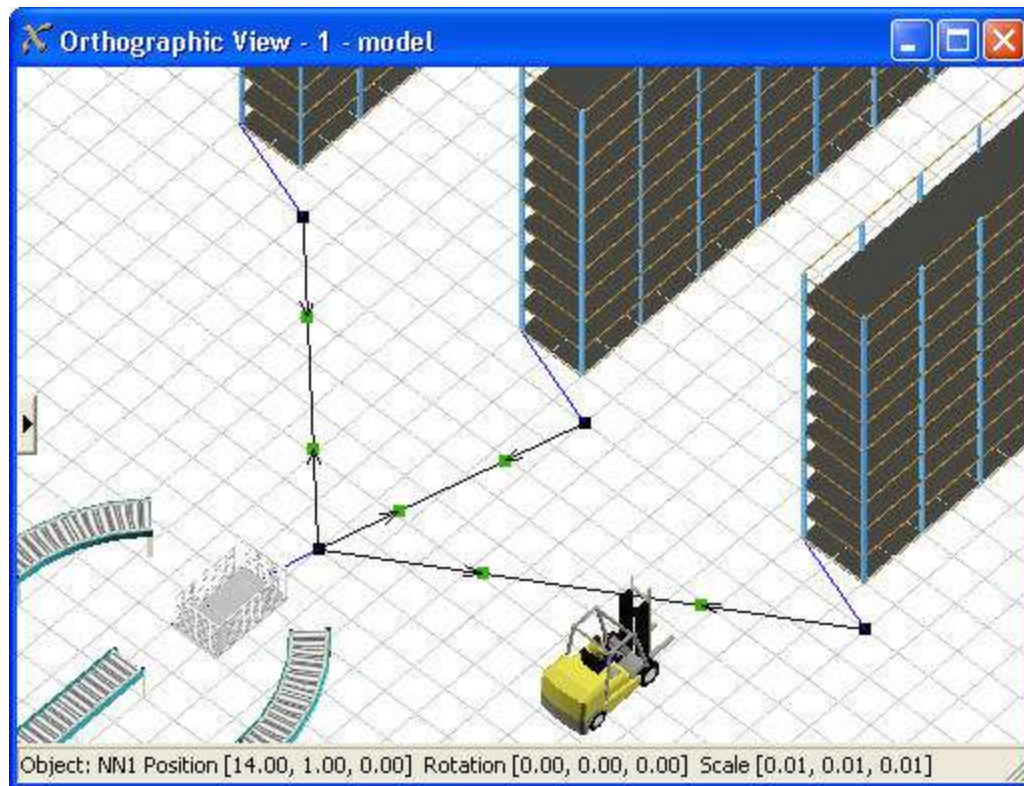 Orthographic View - 1 - model
Object: NN1 Position [14.00, 1.00, 0.00] Rotation [0.00, 0.00, 0.00] Scale [0.01, 0.01, 0.01]